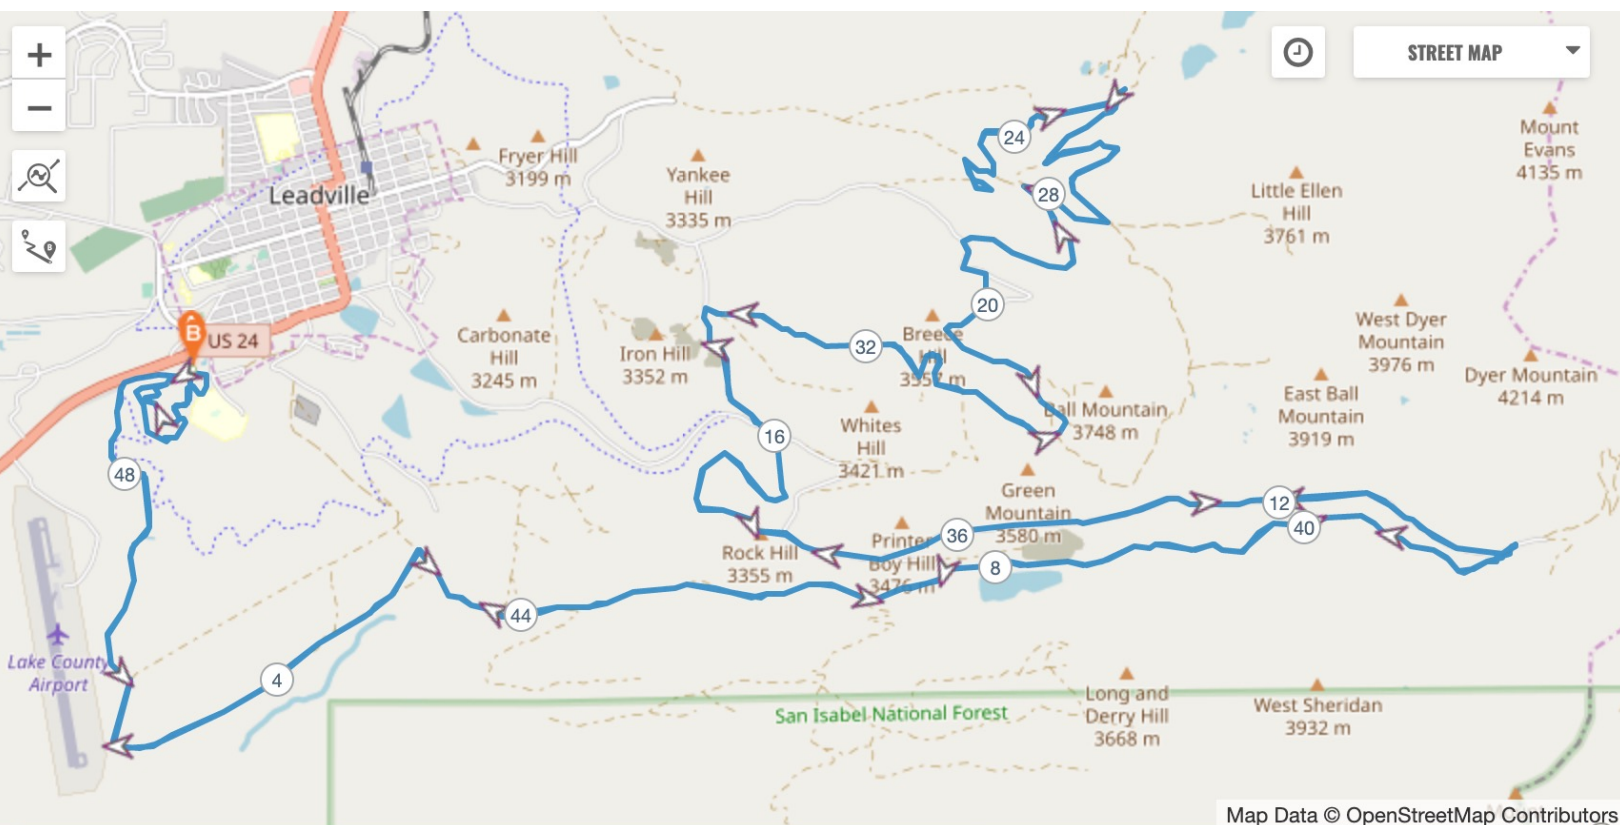 +
STREET MAP
−
Mount
Evans
4135 m
24
Fryer Hill
3199 m
Yankee
Hill
3335 m
Leadville
28
Little Ellen
Hill
3761 m
20
B
US 24
Carbonate
Hill
3245 m
Iron Hill
3352 m
32
Breece
Hill
3557 m
West Dyer
Mountain
3976 m
Dyer Mountain
4214 m
Ball Mountain
3748 m
East Ball
Mountain
3919 m
16
Whites
Hill
3421 m
48
Green
Mountain
3580 m
12
40
36
Rock Hill
3355 m
Printer
Boy Hill
3476 m
8
44
Lake County
Airport
4
San Isabel National Forest
Long and
Derry Hill
3668 m
West Sheridan
3932 m
Map Data © OpenStreetMap Contributors